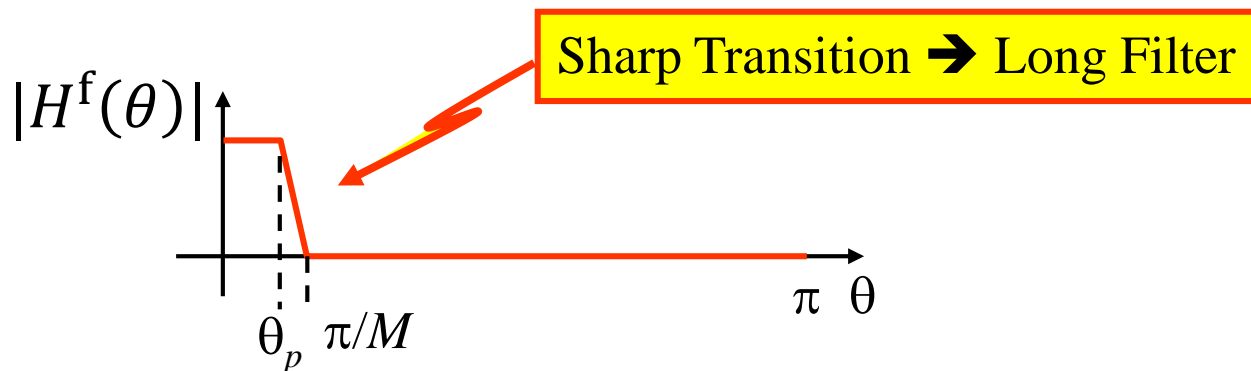 Sharp Transition ➔ Long Filter
|H^f(θ)|
π θ
θ_p π/M